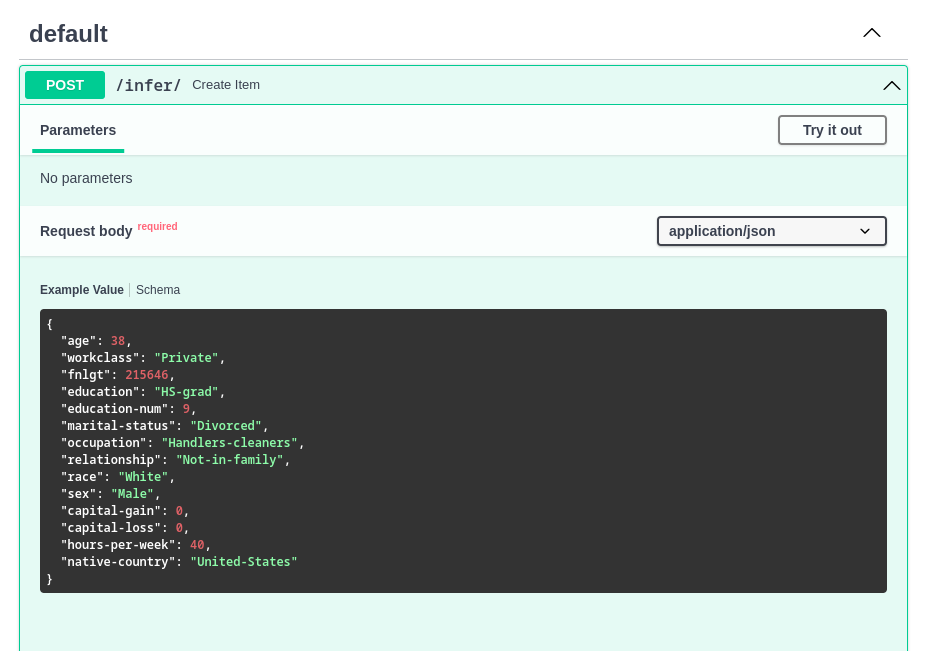 default
POST /infer/ Create Item
Parameters Try it out
No parameters
Request body required application/json
Example Value Schema
{
  "age": 38,
  "workclass": "Private",
  "fnlgt": 215646,
  "education": "HS-grad",
  "education-num": 9,
  "marital-status": "Divorced",
  "occupation": "Handlers-cleaners",
  "relationship": "Not-in-family",
  "race": "White",
  "sex": "Male",
  "capital-gain": 0,
  "capital-loss": 0,
  "hours-per-week": 40,
  "native-country": "United-States"
}